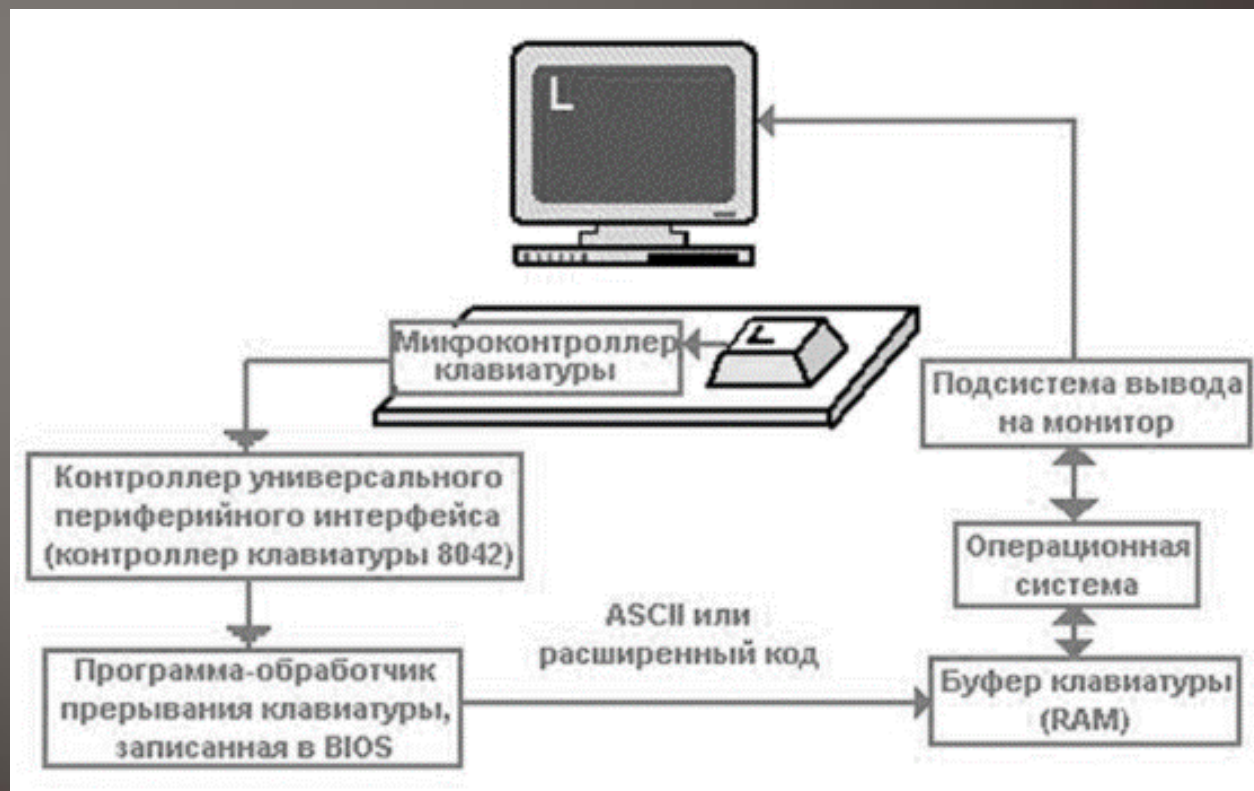 L
Микроконтроллер
клавиатуры
L
Подсистема вывода
на монитор
Контроллер универсального
периферийного интерфейса
(контроллер клавиатуры 8042)
Операционная
система
ASCII или
расширенный код
Программа-обработчик
прерывания клавиатуры,
записанная в BIOS
Буфер клавиатуры
(RAM)